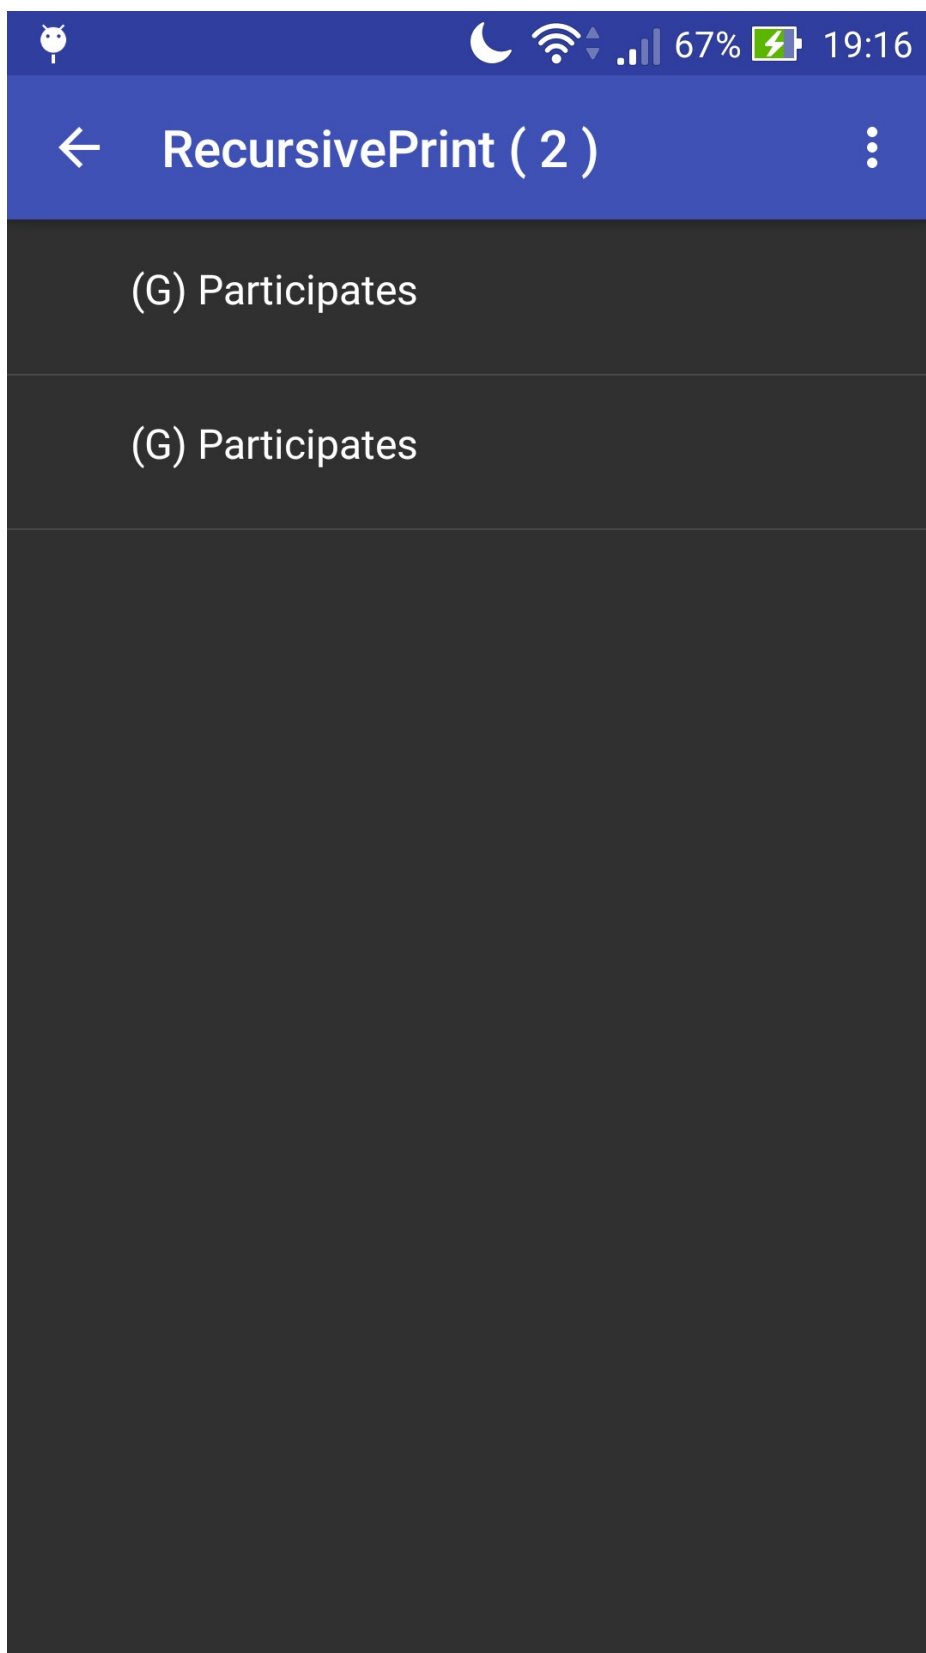 67% 19:16
RecursivePrint ( 2 )
(G) Participates
(G) Participates